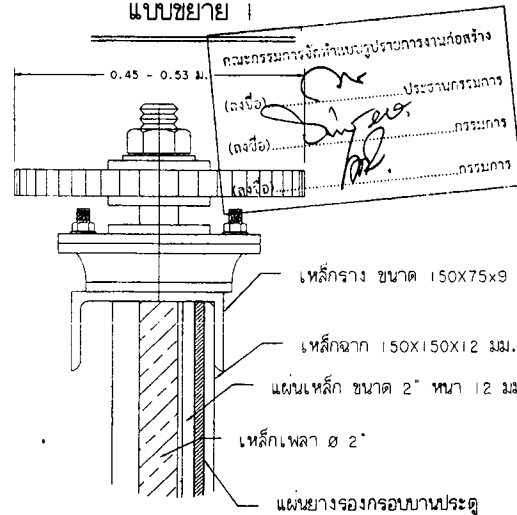 แบบขยาย 1
0.45 - 0.53 ม.
คณะกรรมการจัดทำแบบรูปรายการงานก่อสร้าง
(ลงชื่อ)..............................ประธานกรรมการ
(ลงชื่อ)..............................กรรมการ
(ลงชื่อ)..............................กรรมการ
เหล็กราง ขนาด 150X75x9
เหล็กฉาก 150X150X12 มม.
แผ่นเหล็ก ขนาด 2" หนา 12 มม
เหล็กเพลา Ø 2"
แผ่นยางรองกรอบบานประตู